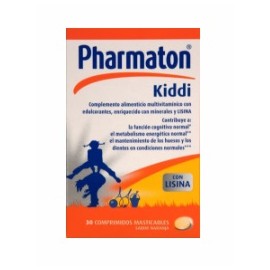 Pharmaton®
Kiddi
Complemento alimenticio multivitamínico con
edulcorantes, enriquecido con minerales y LISINA
Contribuye a:
la función cognitiva normal*
el metabolismo energético normal**
el mantenimiento de los huesos y los
dientes en condiciones normales***
CON
LISINA
30 COMPRIMIDOS MASTICABLES